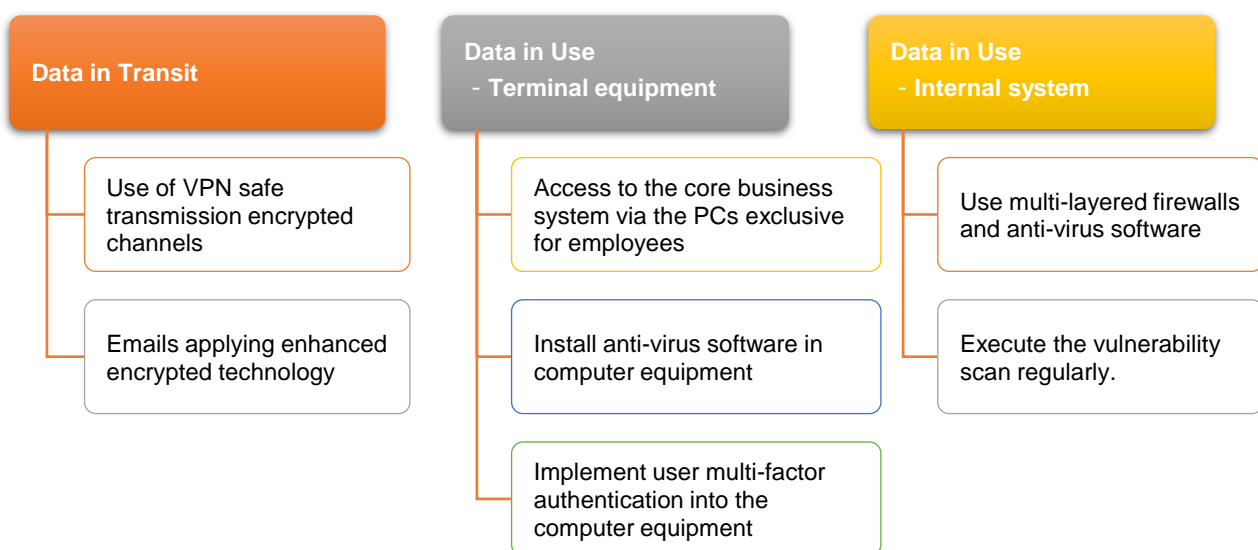 Data in Transit
Use of VPN safe
transmission encrypted
channels
Emails applying enhanced
encrypted technology
Data in Use
- Terminal equipment
Access to the core business
system via the PCs exclusive
for employees
Install anti-virus software in
computer equipment
Implement user multi-factor
authentication into the
computer equipment
Data in Use
- Internal system
Use multi-layered firewalls
and anti-virus software
Execute the vulnerability
scan regularly.